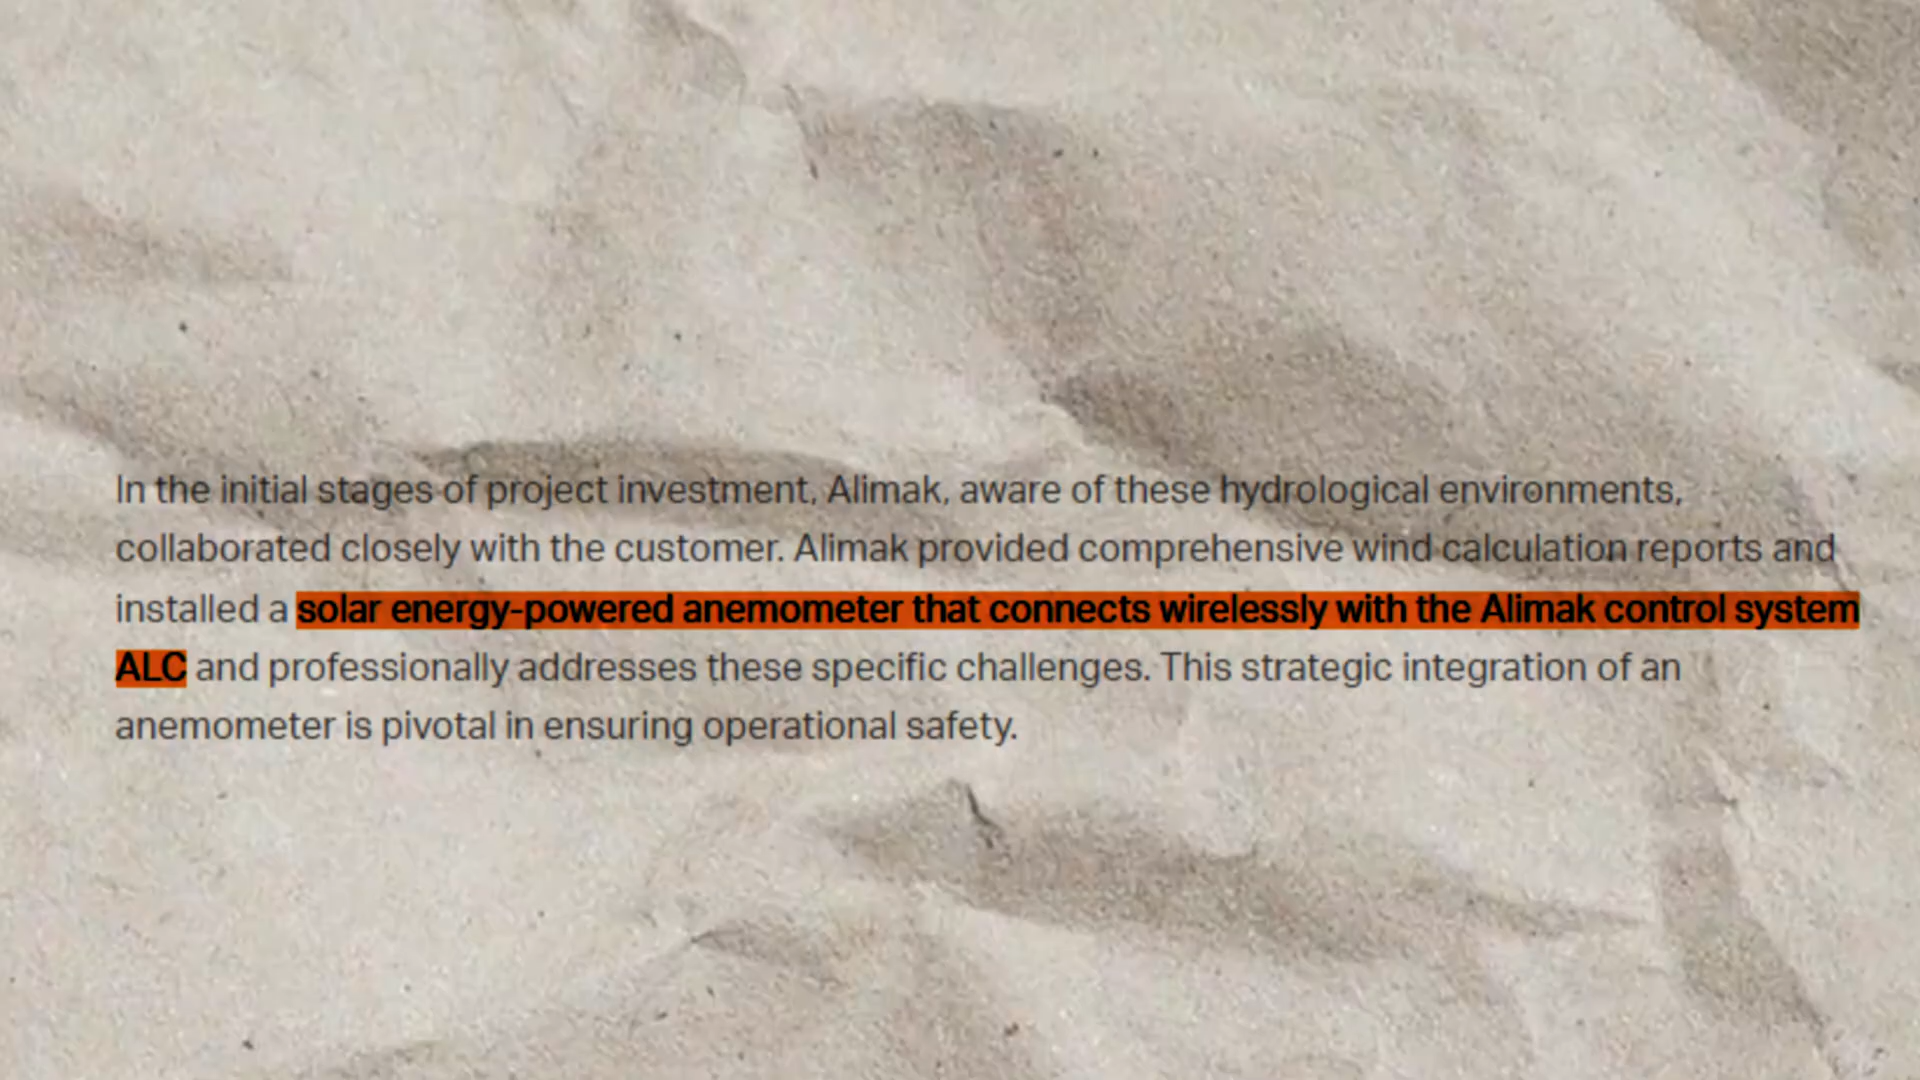 In the initial stages of project investment, Alimak, aware of these hydrological environments,
collaborated closely with the customer. Alimak provided comprehensive wind calculation reports and
installed a solar energy-powered anemometer that connects wirelessly with the Alimak control system
ALC and professionally addresses these specific challenges. This strategic integration of an
anemometer is pivotal in ensuring operational safety.